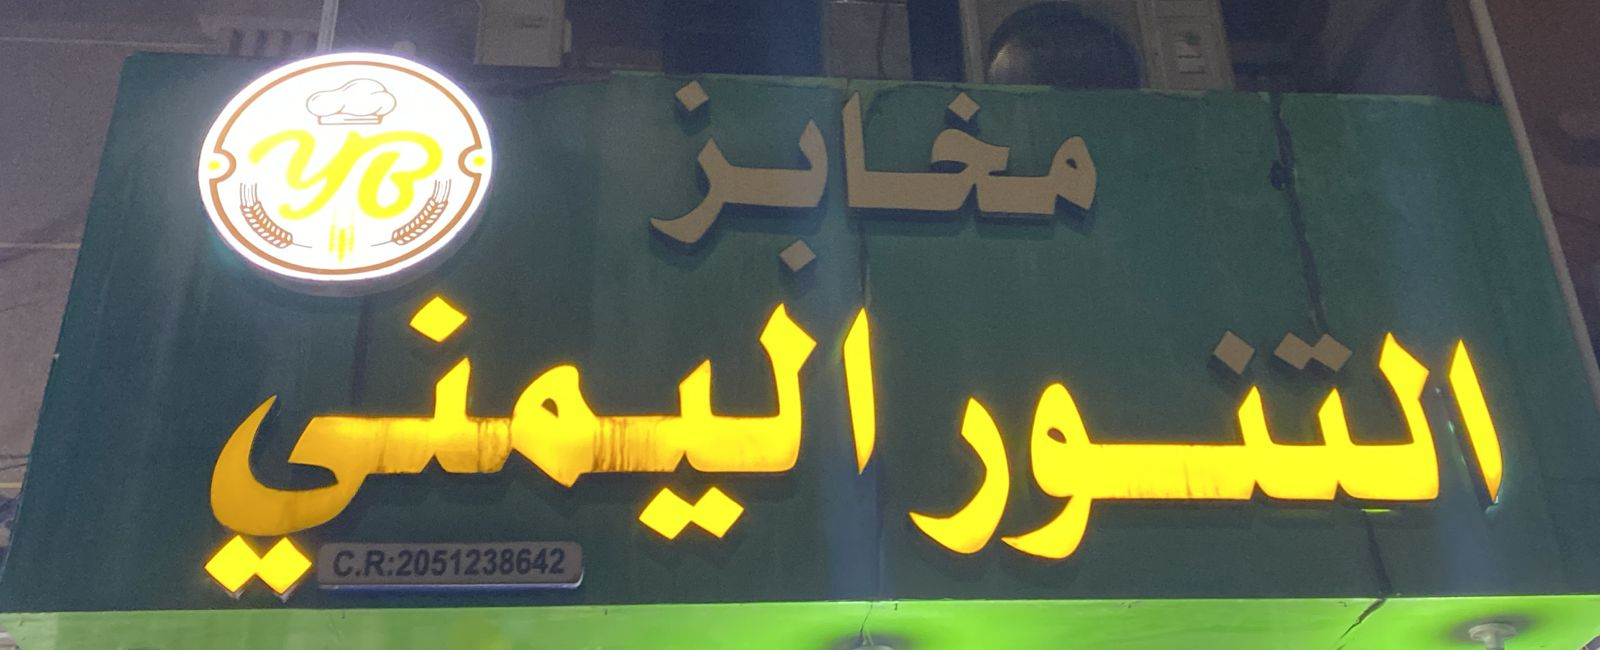 YB
مخابز
التنور اليمني
C.R:2051238642